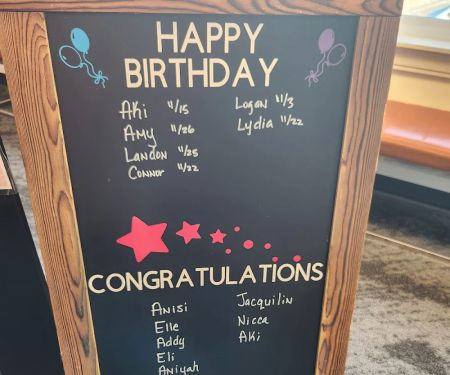 HAPPY
BIRTHDAY
Aki 11/15
Amy 11/26
Landon 11/25
Connor 11/22
Logan 11/3
Lydia 11/22
CONGRATULATIONS
Anisi
Elle
Addy
Eli
Aniyah
Jacquilin
Nicca
Aki